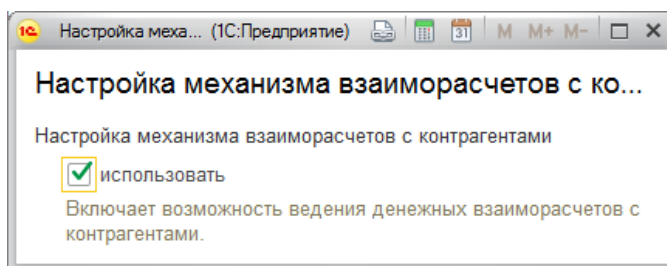 1С Настройка меха... (1С:Предприятие) 31 M M+ M-
Настройка механизма взаиморасчетов с ко...
Настройка механизма взаиморасчетов с контрагентами
использовать
Включает возможность ведения денежных взаиморасчетов с
контрагентами.